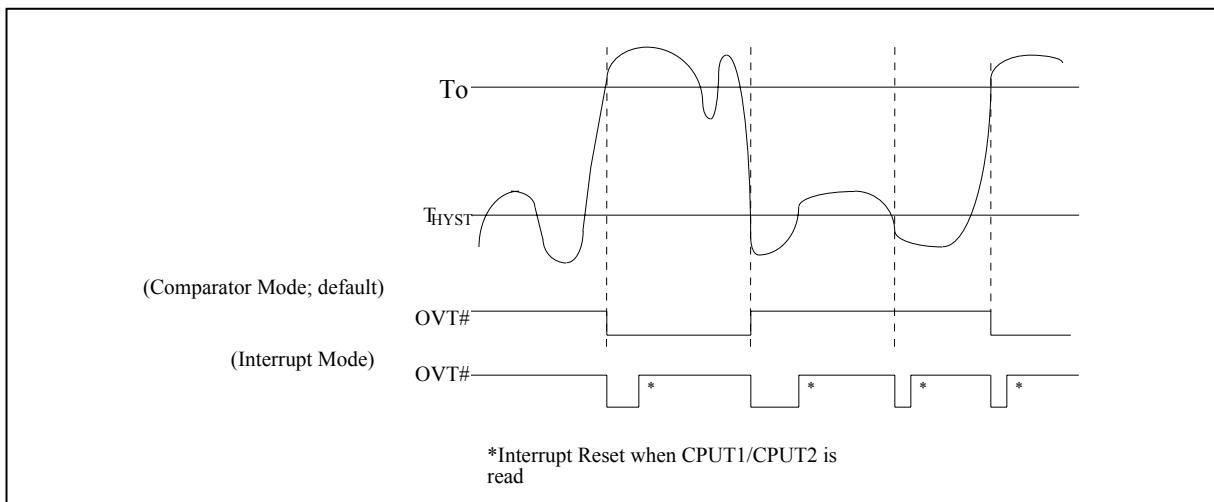 To
THYST
(Comparator Mode; default)
OVT#
(Interrupt Mode)
OVT#
* * * *
*Interrupt Reset when CPUT1/CPUT2 is
read